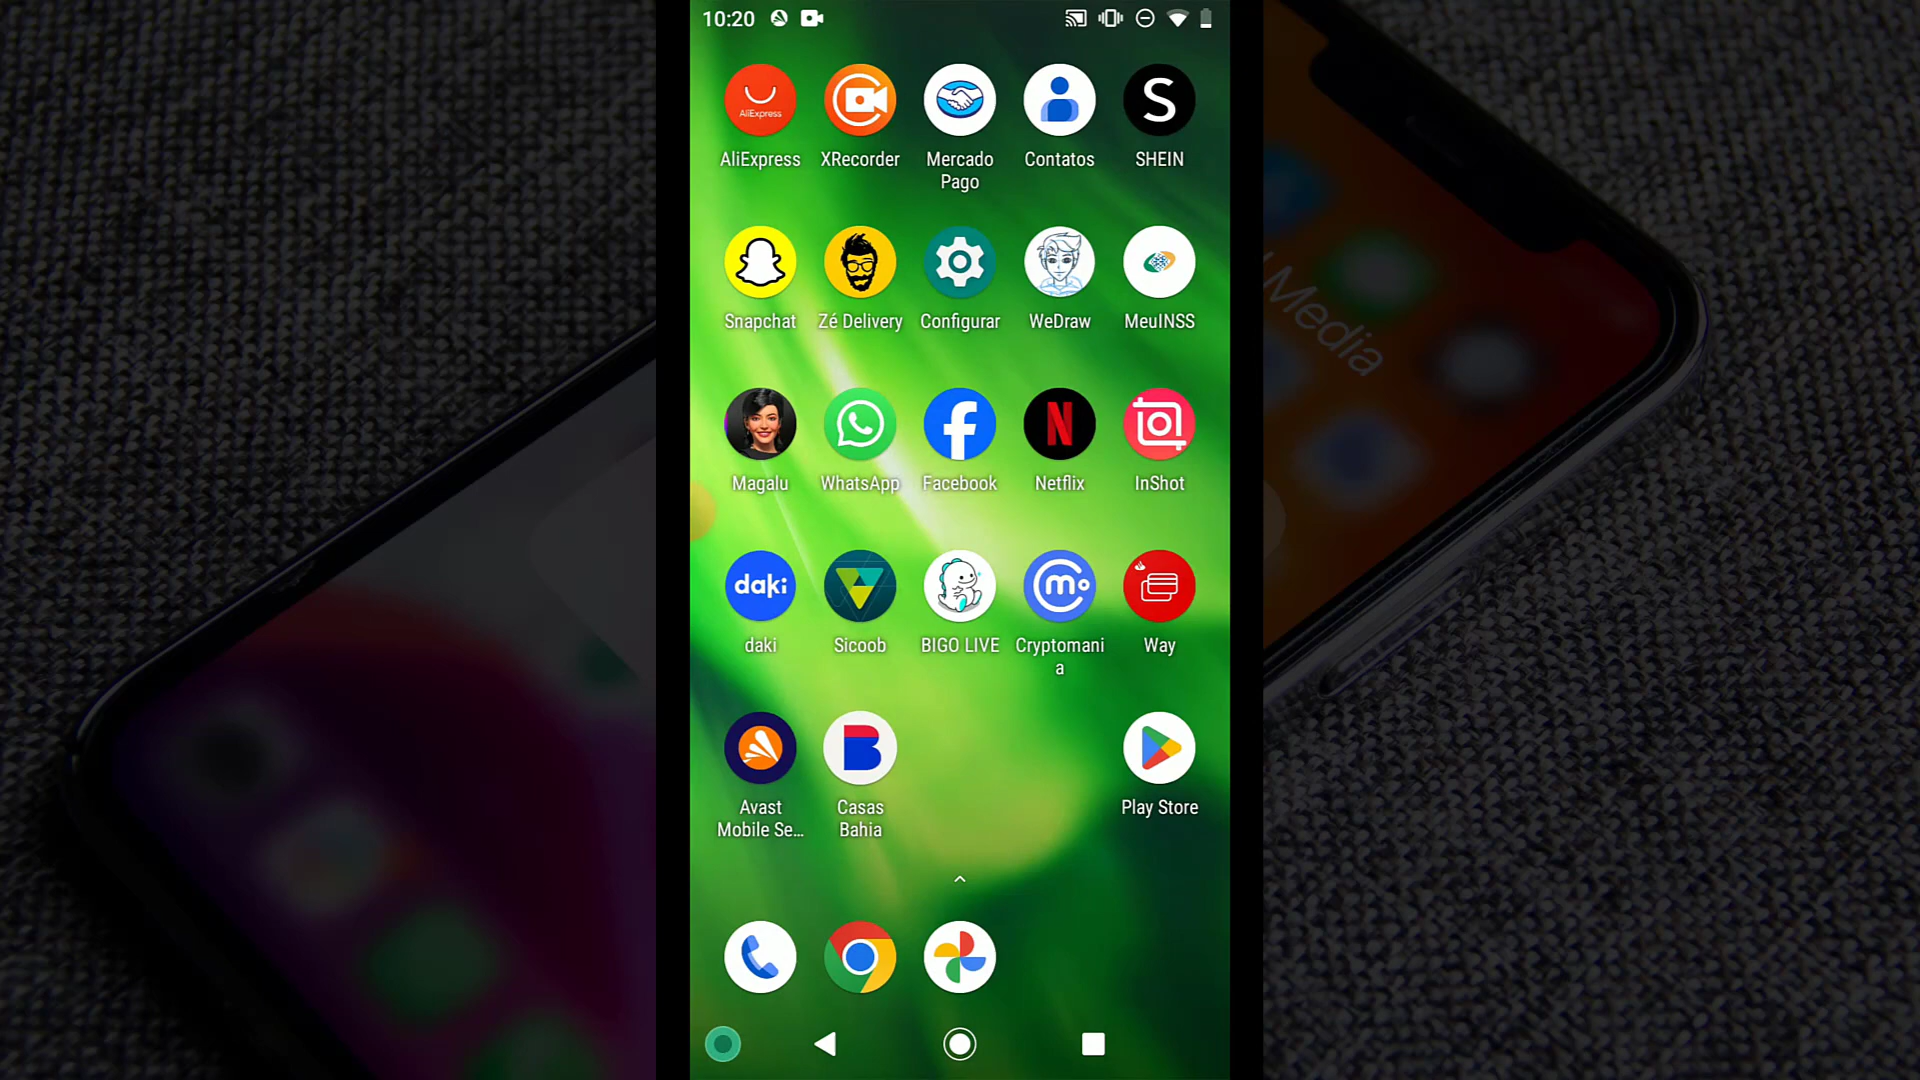 10:20
AliExpress
AliExpress
XRecorder
Mercado
Pago
Contatos
S
SHEIN
Snapchat
Zé Delivery
Configurar
WeDraw
MeuINSS
Magalu
WhatsApp
Facebook
N
Netflix
InShot
l Media
daki
daki
Sicoob
BIGO LIVE
m
Cryptomani
a
Way
Avast
Mobile Se...
B
Casas
Bahia
Play Store